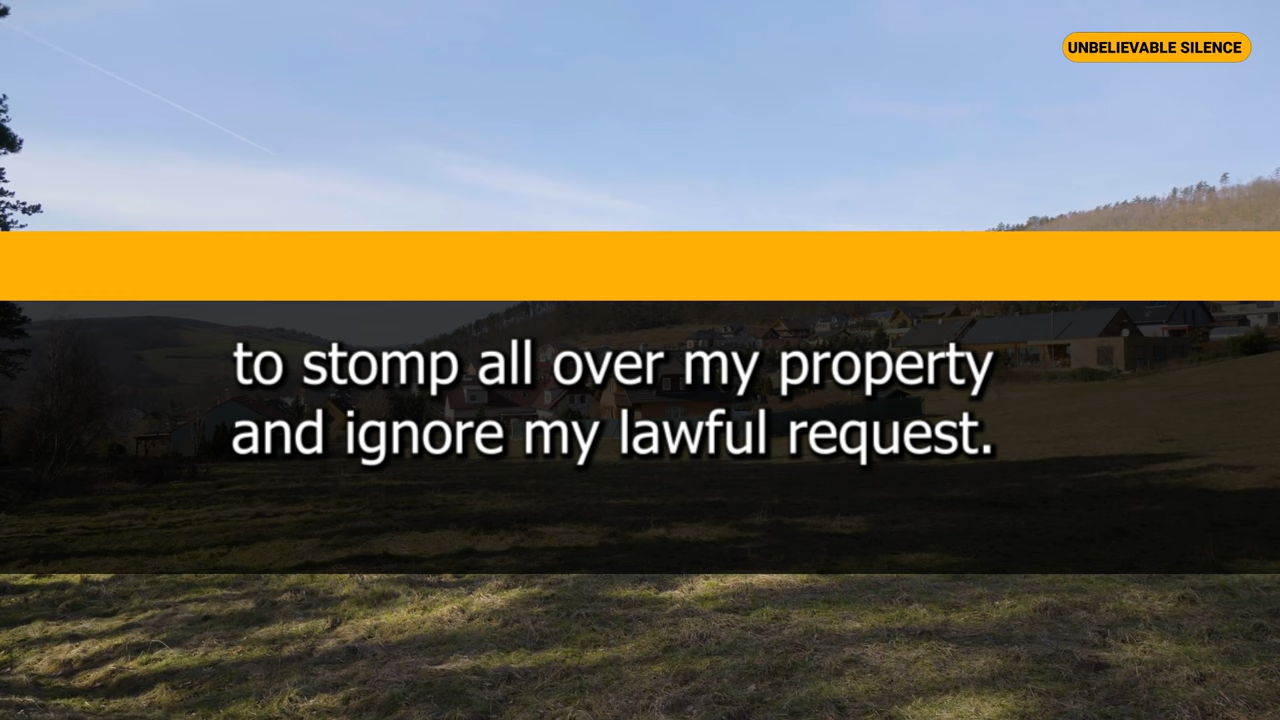 UNBELIEVABLE SILENCE
to stomp all over my property
and ignore my lawful request.